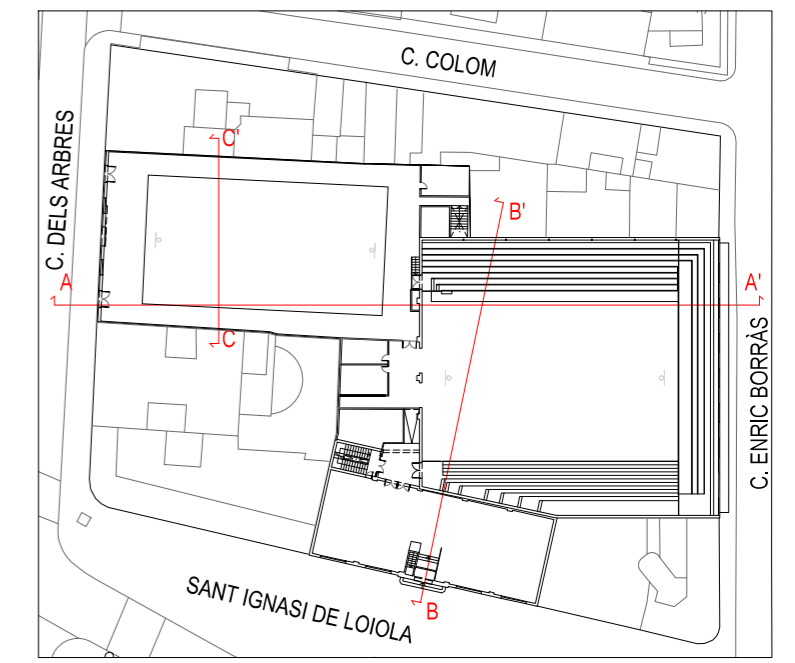 C. COLOM
C. DELS ARBRES
C'
B'
A
A'
C
C. ENRIC BORRÀS
B
SANT IGNASI DE LOIOLA